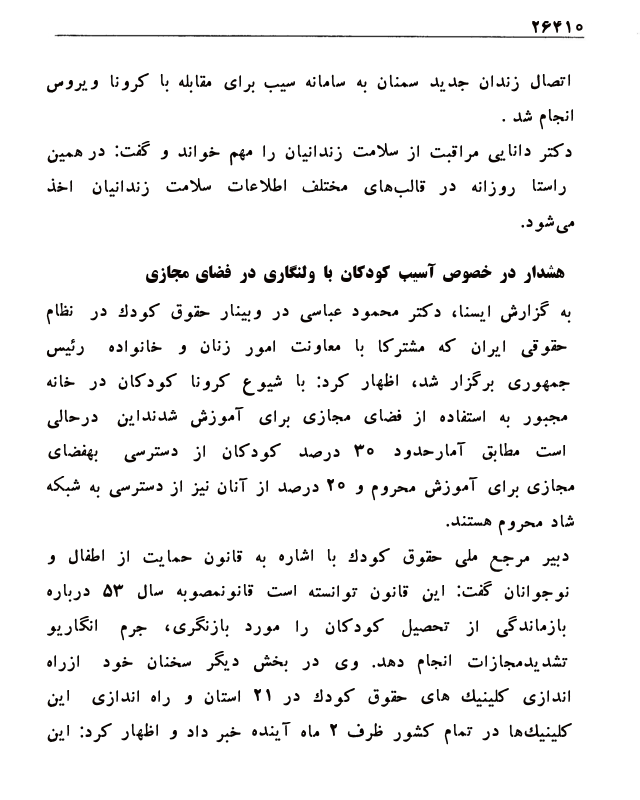 ۲۶۴۱۰
اتصال زندان جدید سمنان به سامانه سیب برای مقابله با کرونا ویروس
انجام شد .
دکتر دانایی مراقبت از سلامت زندانیان را مهم خواند و گفت: در همین
راستا روزانه در قالب‌های مختلف اطلاعات سلامت زندانیان اخذ
می‌شود.
هشدار در خصوص آسیب کودکان با ولنگاری در فضای مجازی
به گزارش ایسنا، دکتر محمود عباسی در وبینار حقوق کودك در نظام
حقوقی ایران که مشترکا با معاونت امور زنان و خانواده رئیس
جمهوری برگزار شد، اظهار کرد: با شیوع کرونا کودکان در خانه
مجبور به استفاده از فضای مجازی برای آموزش شدنداین درحالی
است مطابق آمارحدود ۳۰ درصد کودکان از دسترسی بهفضای
مجازی برای آموزش محروم و ۲۰ درصد از آنان نیز از دسترسی به شبکه
شاد محروم هستند.
دبیر مرجع ملی حقوق کودك با اشاره به قانون حمایت از اطفال و
نوجوانان گفت: این قانون توانسته است قانونمصوبه سال ۵۳ درباره
بازماندگی از تحصیل کودکان را مورد بازنگری، جرم انگاریو
تشدیدمجازات انجام دهد. وی در بخش دیگر سخنان خود ازراه
اندازی کلینیك های حقوق کودك در ۲۱ استان و راه اندازی این
کلینیك‌ها در تمام کشور ظرف ۲ ماه آینده خبر داد و اظهار کرد: این